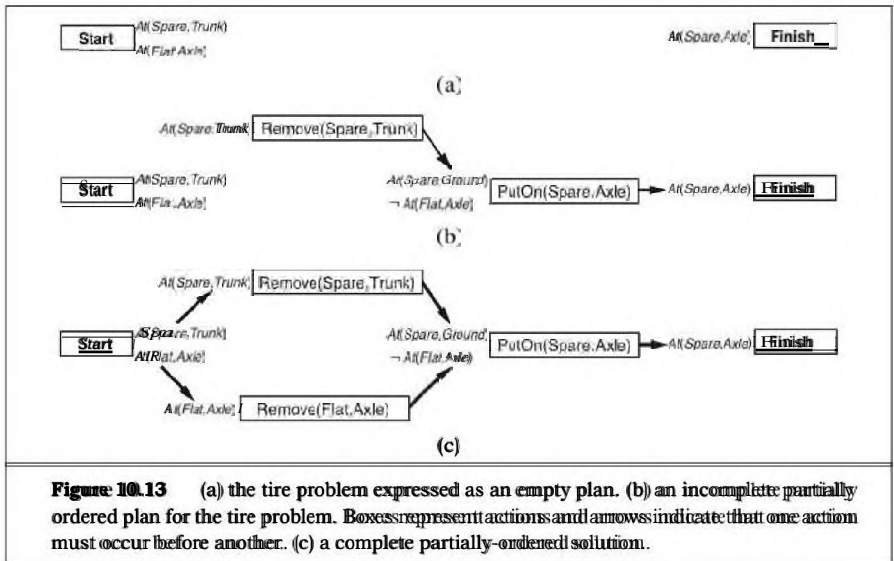 At(Spare,Trunk)
Start
At(Flat,Axle)
At(Spare,Axle) Finish
(a)
At(Spare,Trunk) Remove(Spare,Trunk)
At(Spare,Trunk) At(Spare,Ground)
Start PutOn(Spare,Axle) At(Spare,Axle) Finish
At(Flat,Axle) ¬ At(Flat,Axle)
(b)
At(Spare,Trunk) Remove(Spare,Trunk)
At(Spare,Trunk) At(Spare,Ground)
Start PutOn(Spare,Axle) At(Spare,Axle) Finish
At(Flat,Axle) ¬ At(Flat,Axle)
At(Flat,Axle) Remove(Flat,Axle)
(c)
Figure 10.13 (a) the tire problem expressed as an empty plan. (b) an incomplete partially
ordered plan for the tire problem. Boxes represent actions and arrows indicate that one action
must occur before another. (c) a complete partially-ordered solution.